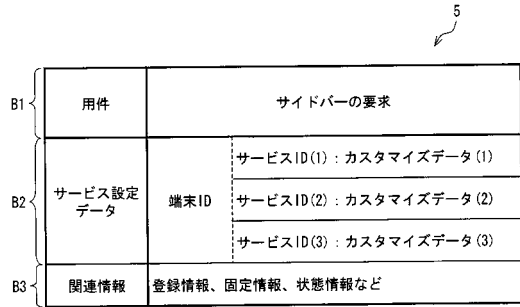 5
B1
用件
サイドバーの要求
B2
サービス設定
データ
端末ID
サービスID(1)：カスタマイズデータ(1)
サービスID(2)：カスタマイズデータ(2)
サービスID(3)：カスタマイズデータ(3)
B3
関連情報
登録情報、固定情報、状態情報など